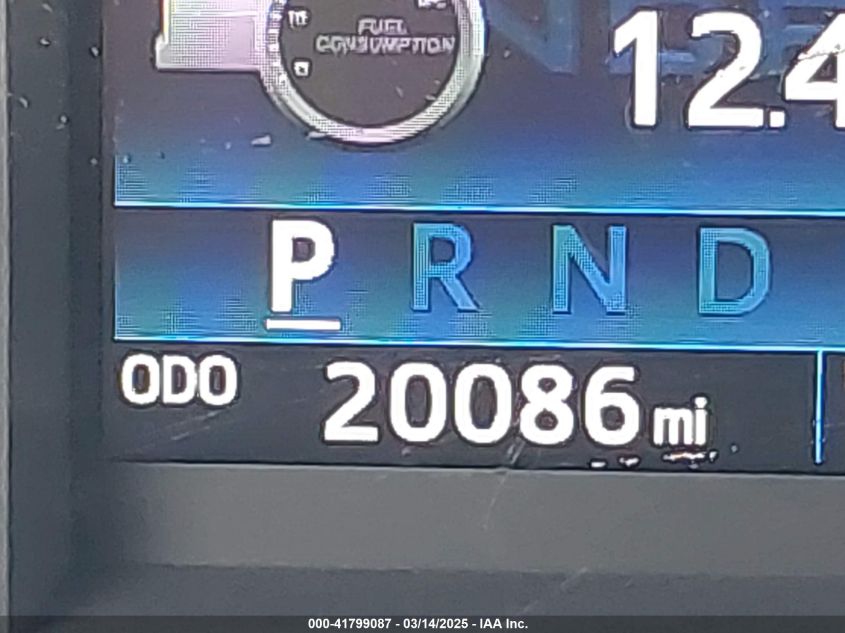 FUEL
CONSUMPTION
12.4
P R N D
ODO 20086 mi
000-41799087 - 03/14/2025 - IAA Inc.